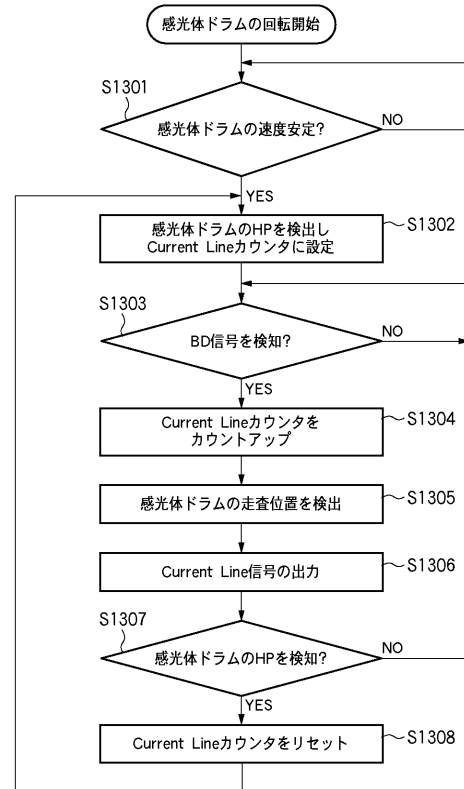 感光体ドラムの回転開始
S1301
感光体ドラムの速度安定?
NO
YES
感光体ドラムのHPを検出し
Current Lineカウンタに設定
S1302
S1303
BD信号を検知?
NO
YES
Current Lineカウンタを
カウントアップ
S1304
感光体ドラムの走査位置を検出
S1305
Current Line信号の出力
S1306
S1307
感光体ドラムのHPを検知?
NO
YES
Current Lineカウンタをリセット
S1308